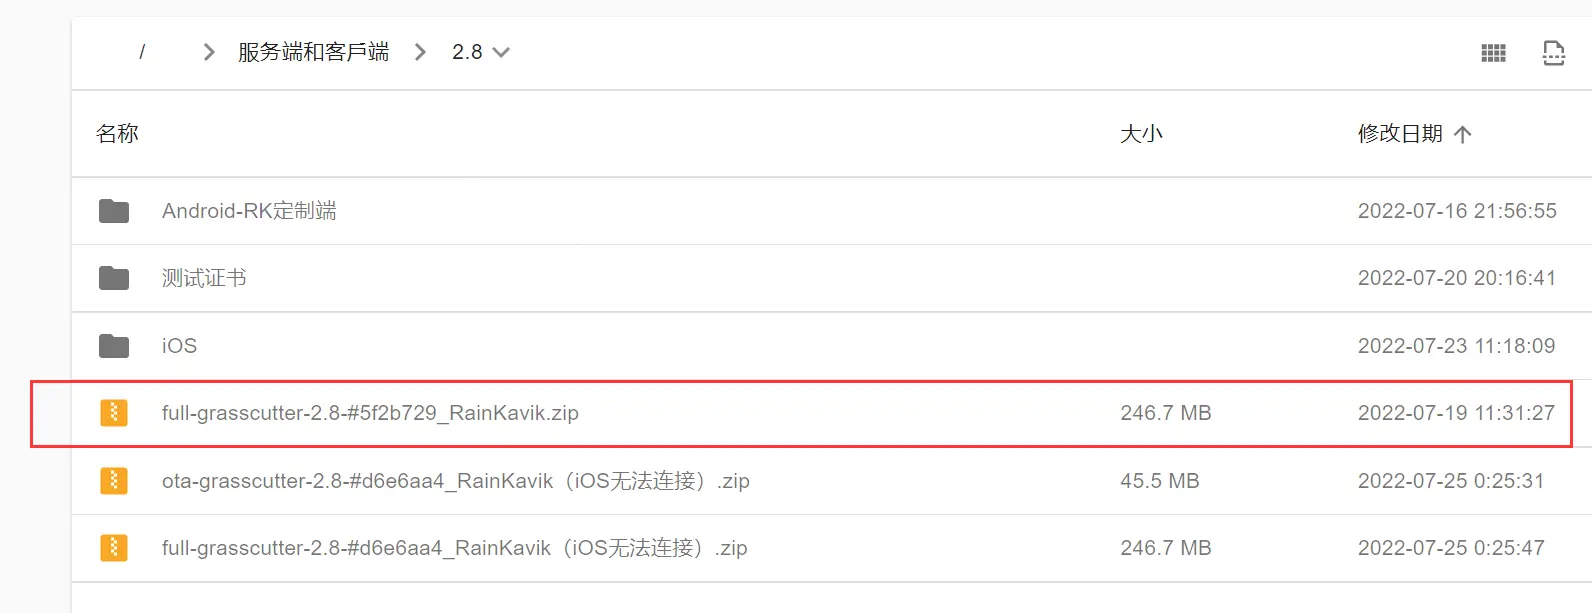 / 服务端和客戶端 2.8
名称 大小 修改日期
Android-RK定制端 2022-07-16 21:56:55
测试证书 2022-07-20 20:16:41
iOS 2022-07-23 11:18:09
full-grasscutter-2.8-#5f2b729_RainKavik.zip 246.7 MB 2022-07-19 11:31:27
ota-grasscutter-2.8-#d6e6aa4_RainKavik（iOS无法连接）.zip 45.5 MB 2022-07-25 0:25:31
full-grasscutter-2.8-#d6e6aa4_RainKavik（iOS无法连接）.zip 246.7 MB 2022-07-25 0:25:47